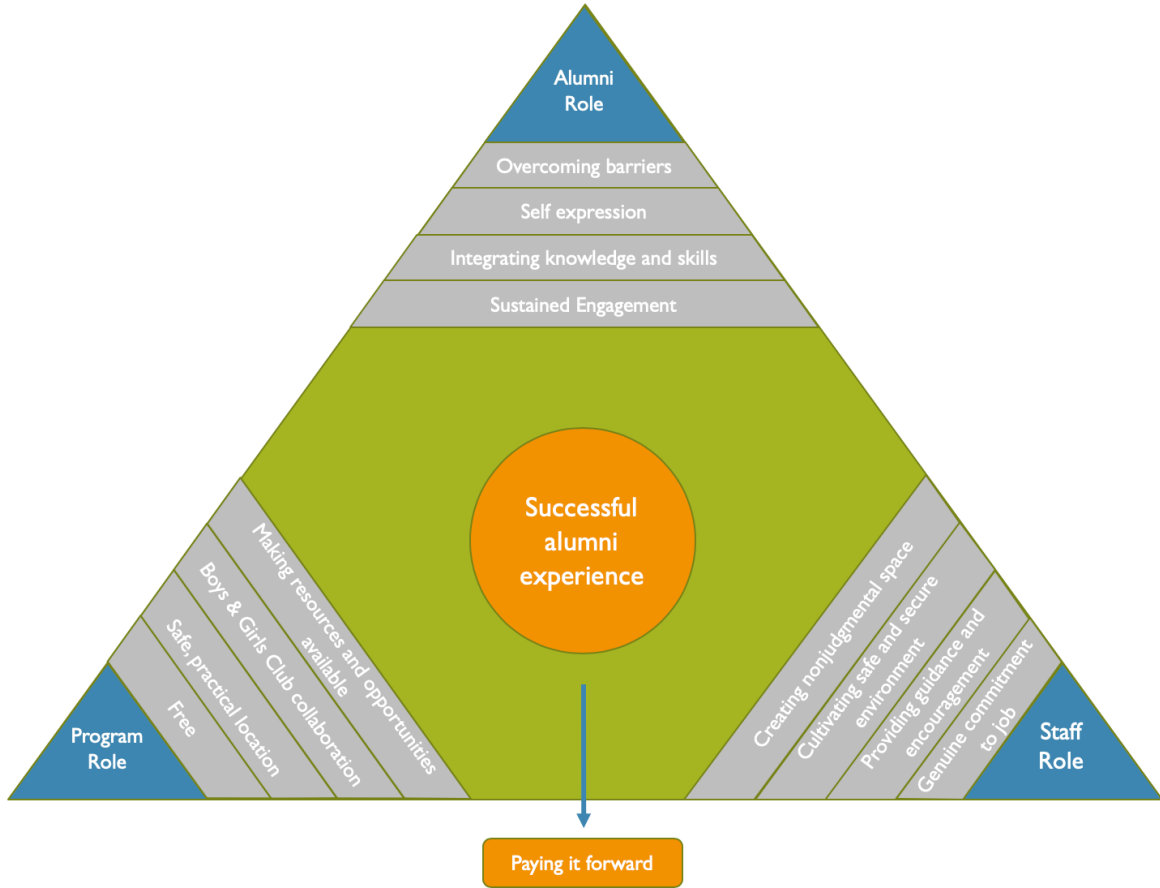 Alumni
Role
Overcoming barriers
Self expression
Integrating knowledge and skills
Sustained Engagement
Successful
alumni
experience
Making resources and opportunities
available
Boys & Girls Club collaboration
Safe, practical location
Free
Program
Role
Creating nonjudgmental space
Cultivating safe and secure
environment
Providing guidance and
encouragement
Genuine commitment
to job
Staff
Role
Paying it forward